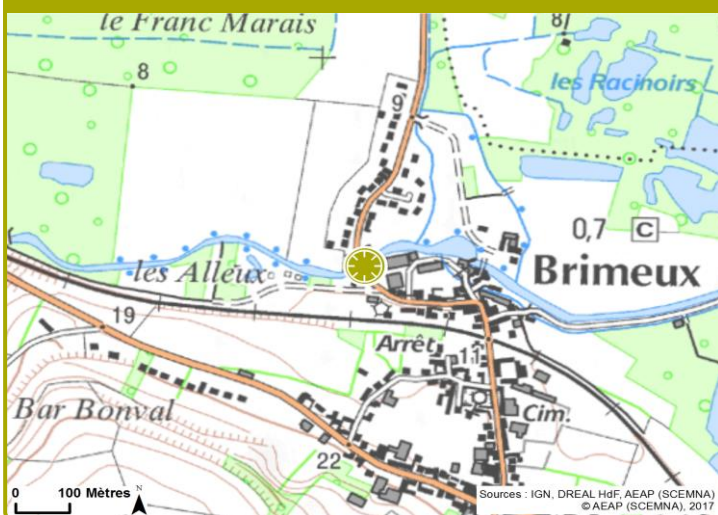 le Franc Marais
8
8
9
les Racinoirs
0,7 C
Brimeux
les Alleux
19
Arrêt
11
Bar Bonval
Cim.
22
0 100 Mètres N
Sources : IGN, DREAL HdF, AEAP (SCEMNA)
© AEAP (SCEMNA), 2017